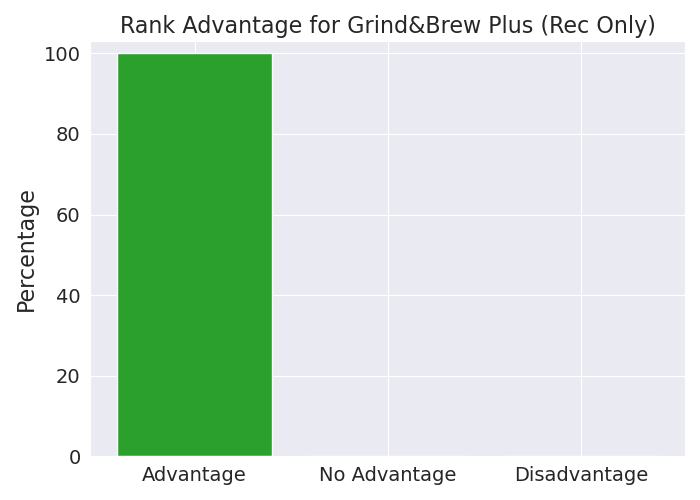 Rank Advantage for Grind&Brew Plus (Rec Only)
Percentage
100
80
60
40
20
0
Advantage
No Advantage
Disadvantage